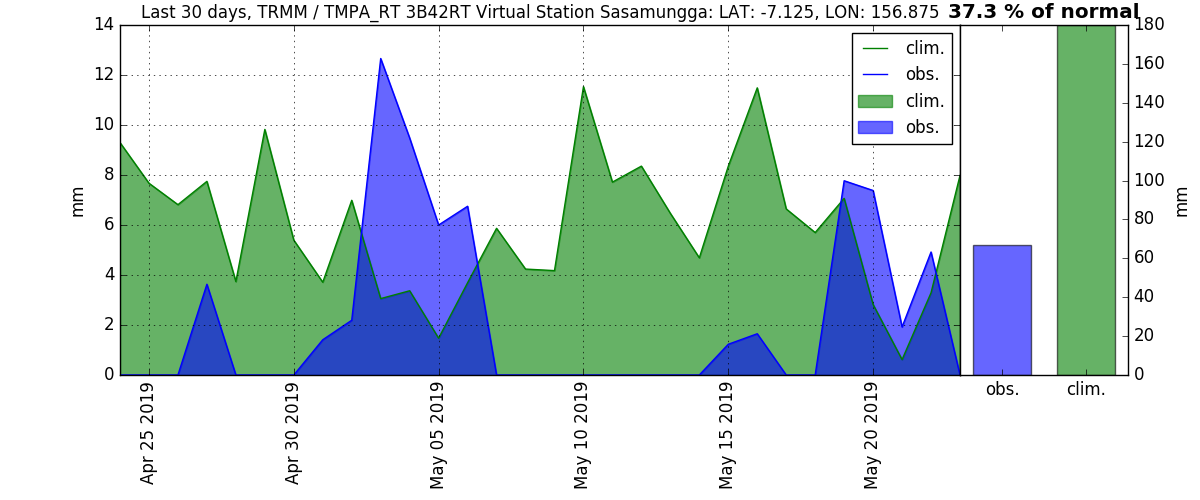 Last 30 days, TRMM / TMPA_RT 3B42RT Virtual Station Sasamungga: LAT: -7.125, LON: 156.875
37.3 % of normal
14
12
10
8
6
4
2
0
mm
clim.
obs.
clim.
obs.
Apr 25 2019
Apr 30 2019
May 05 2019
May 10 2019
May 15 2019
May 20 2019
180
160
140
120
100
80
60
40
20
0
mm
obs.
clim.